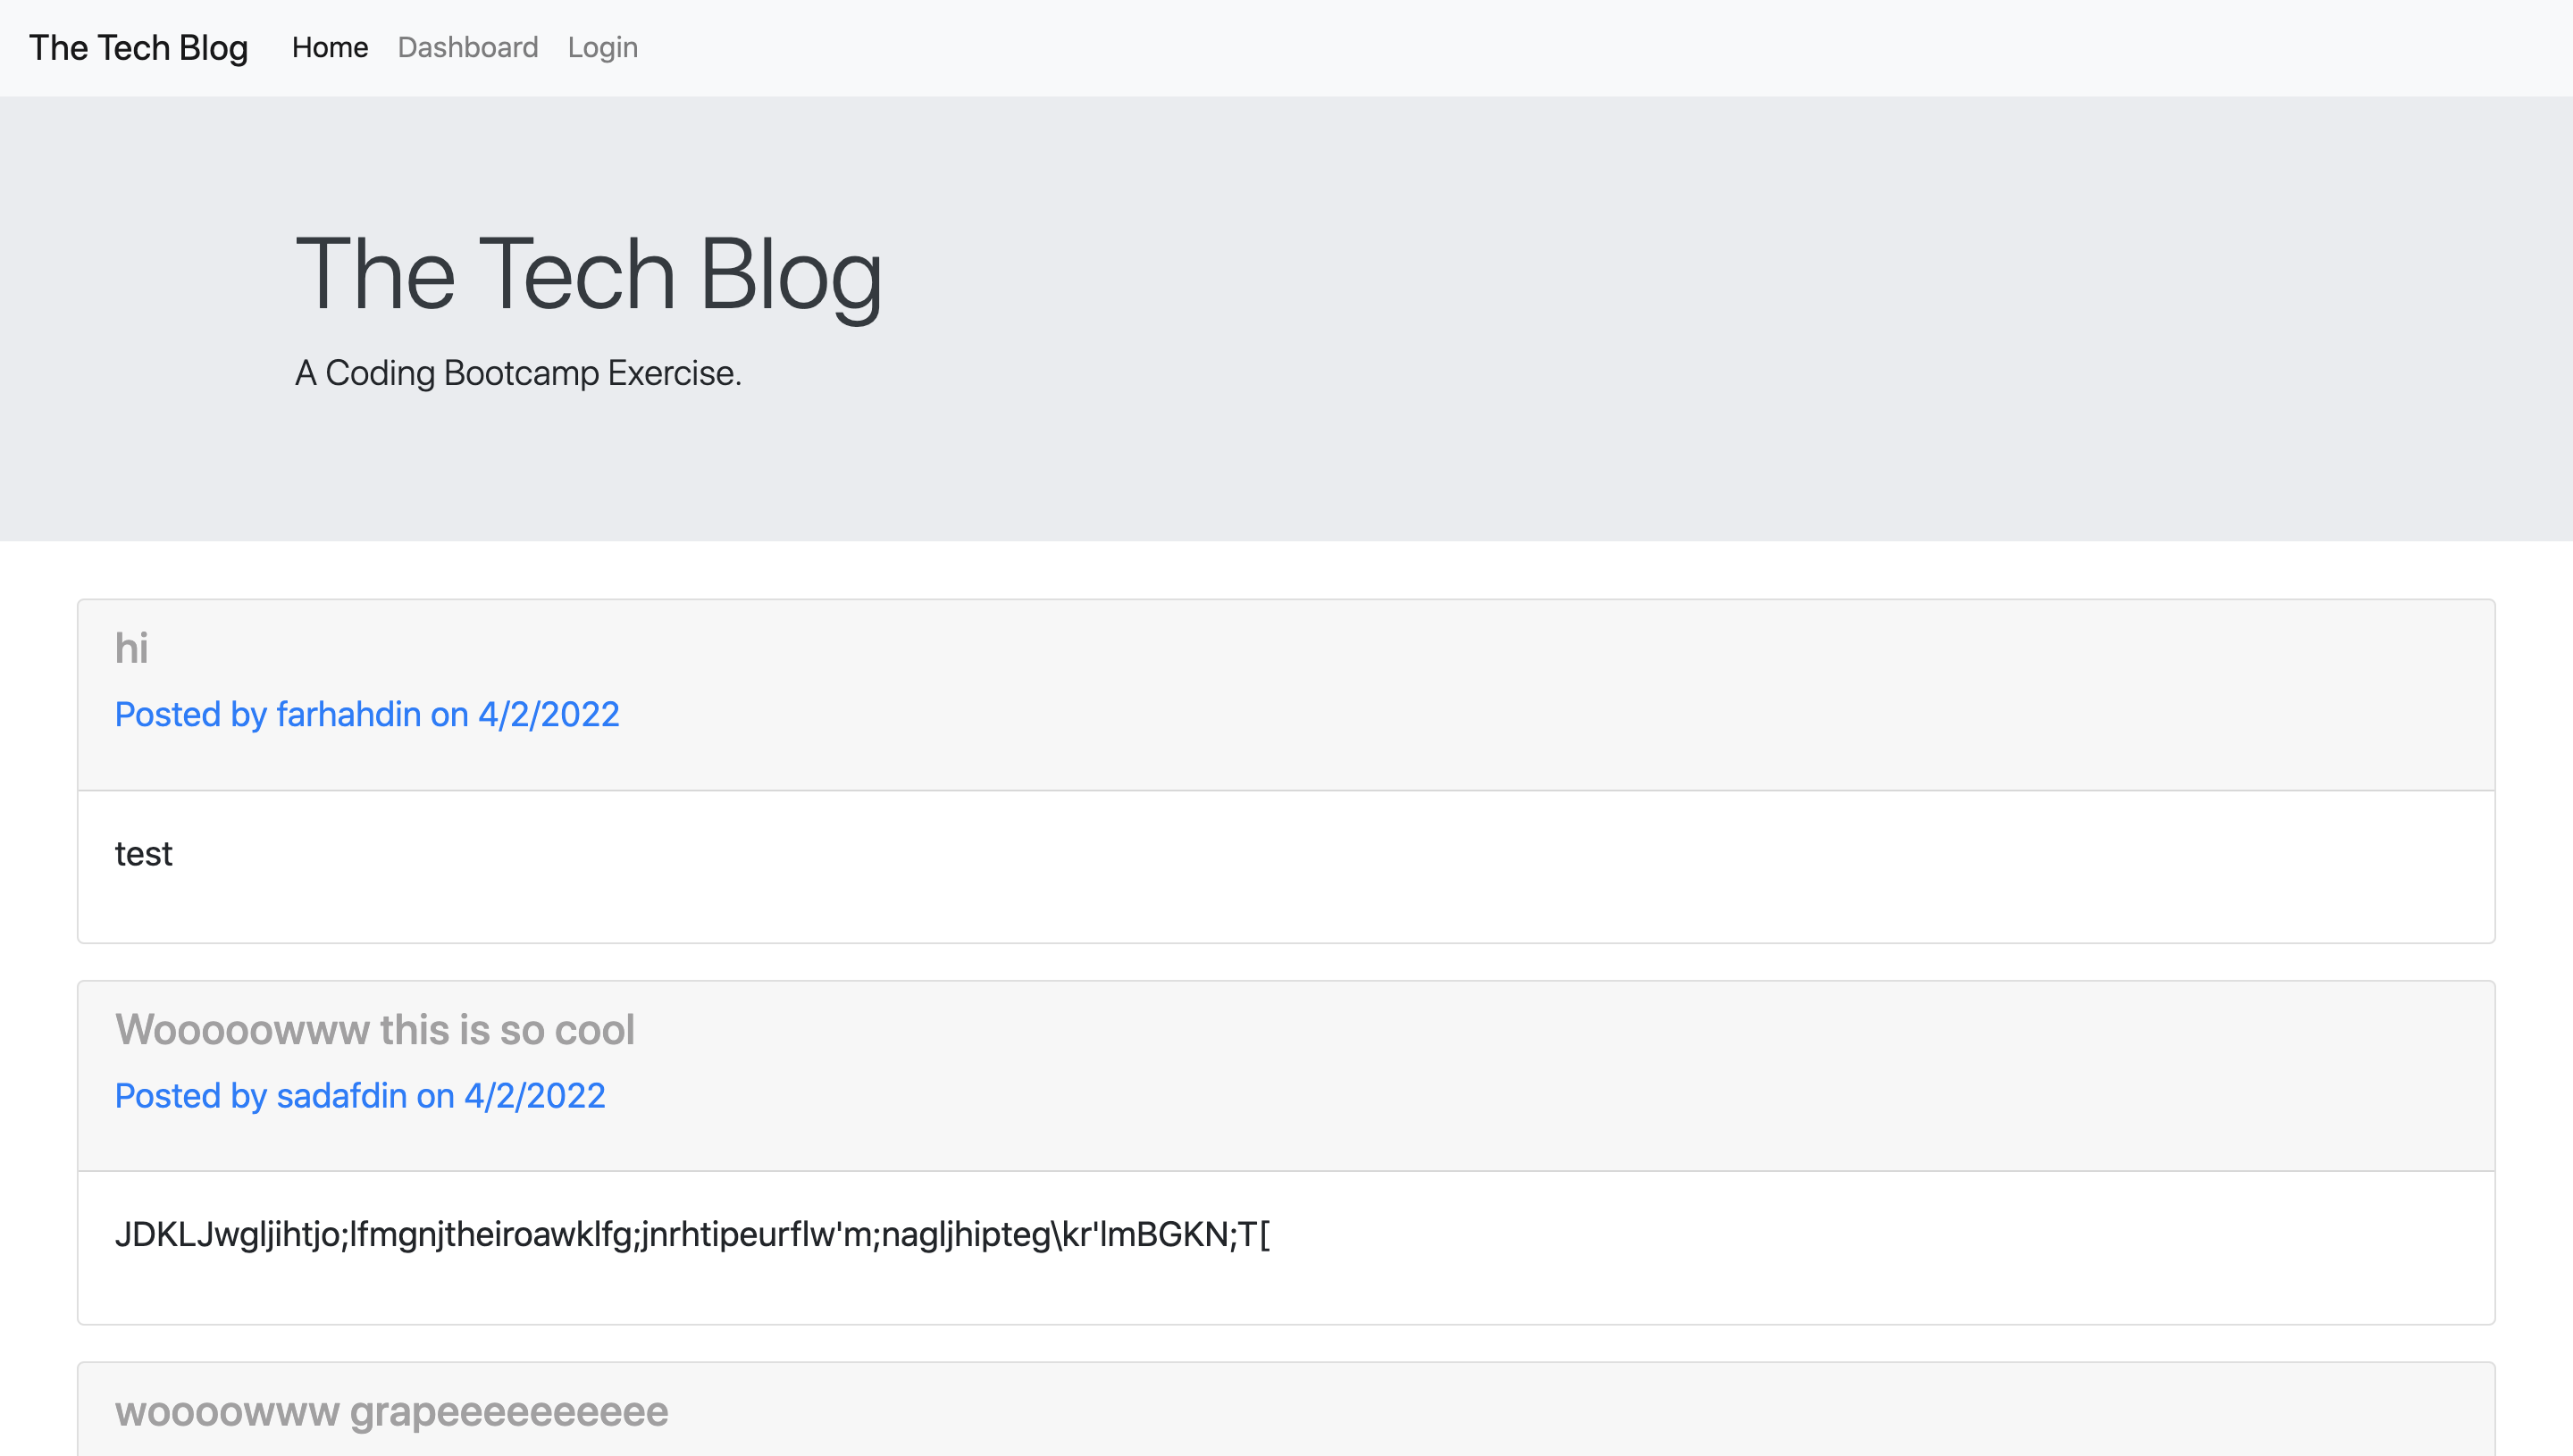 The Tech Blog Home Dashboard Login
The Tech Blog
A Coding Bootcamp Exercise.
hi
Posted by farhahdin on 4/2/2022
test
Wooooowww this is so cool
Posted by sadafdin on 4/2/2022
JDKLJwgljihtjo;lfmgnjtheiroawklfg;jnrhtipeurflw'm;nagljhipteg\kr'lmBGKN;T[
woooowww grapeeeeeeeeee